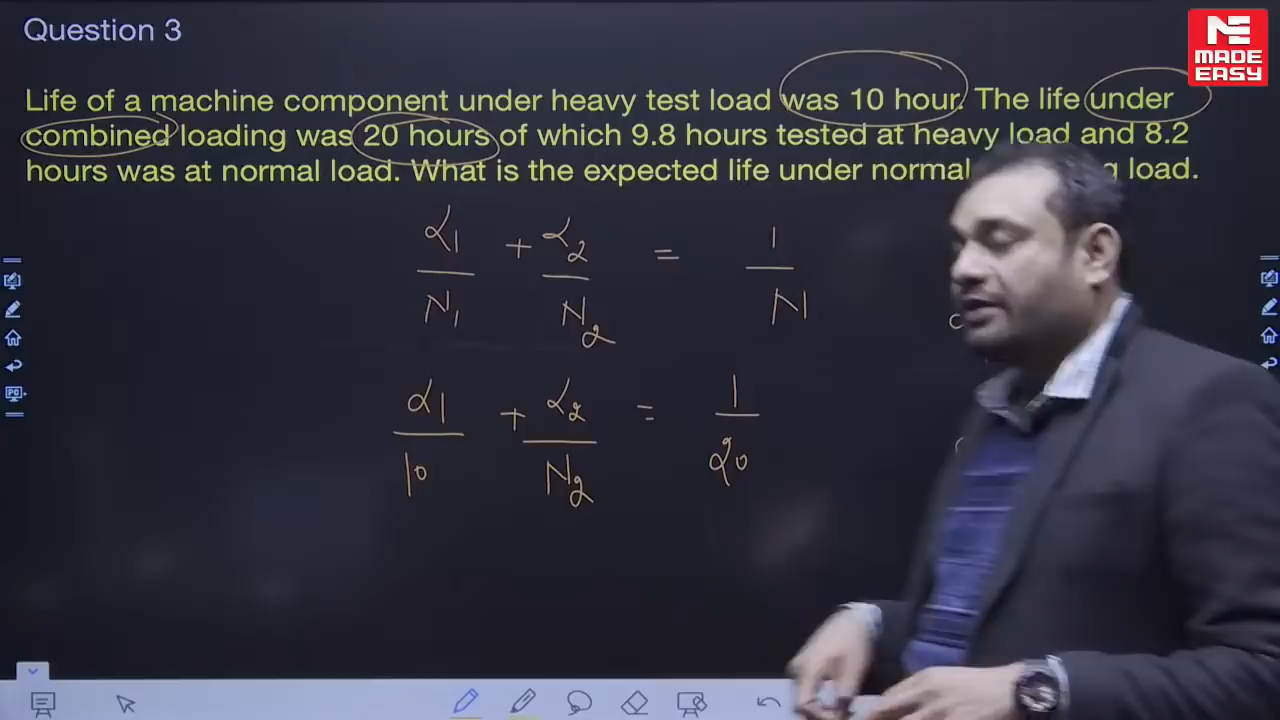 Question 3
MADE
EASY
Life of a machine component under heavy test load was 10 hour. The life under
combined loading was 20 hours of which 9.8 hours tested at heavy load and 8.2
hours was at normal load. What is the expected life under normal load.
α1/N1 + α2/N2 = 1/N
α1/10 + α2/N2 = 1/20
PC